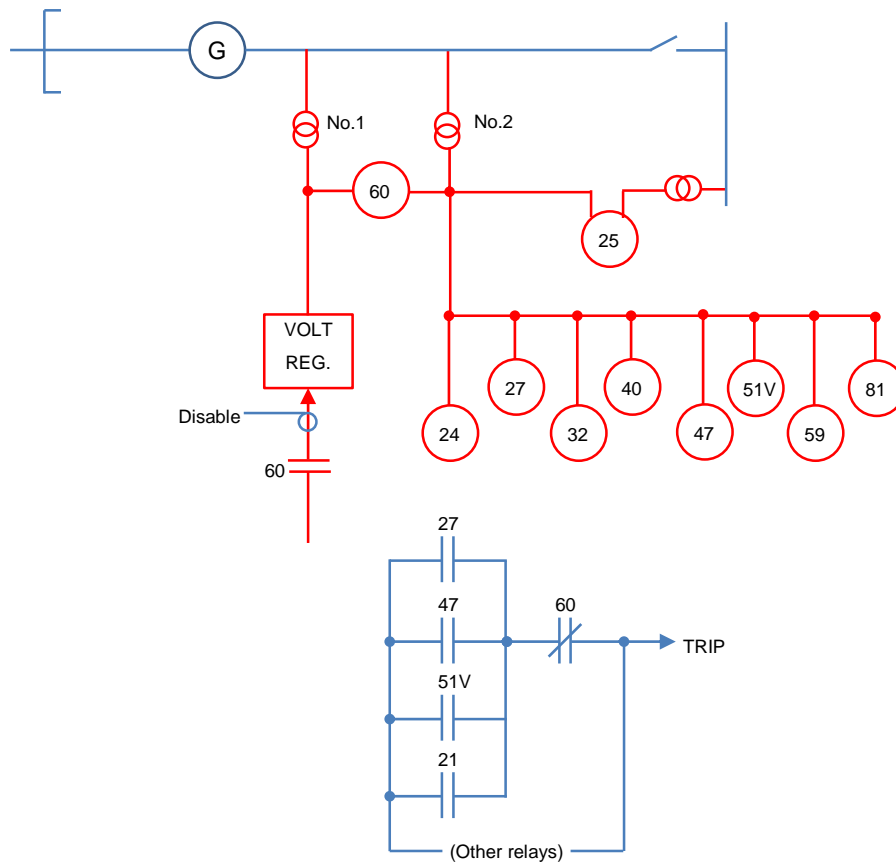 G
No.1
No.2
60
25
VOLT
REG.
27
40
51V
81
Disable
24
32
47
59
60
27
47
60
TRIP
51V
21
(Other relays)